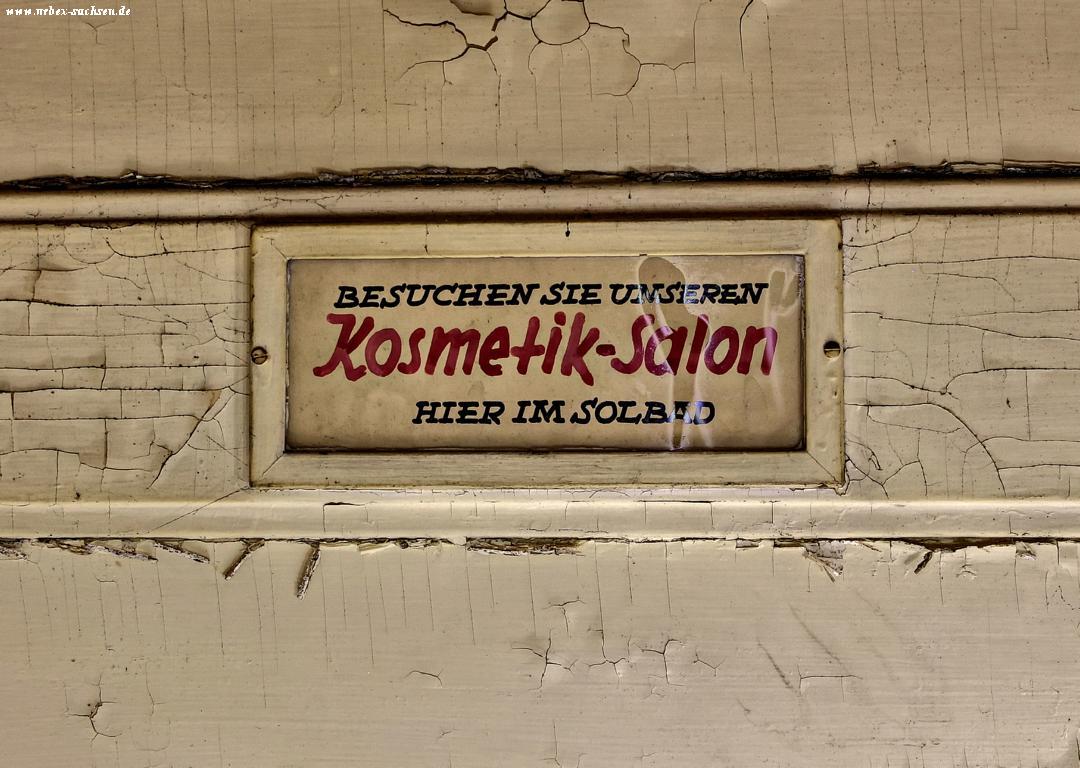 www.urbex-sachsen.de
BESUCHEN SIE UNSEREN
Kosmetik-Salon
HIER IM SOLBAD